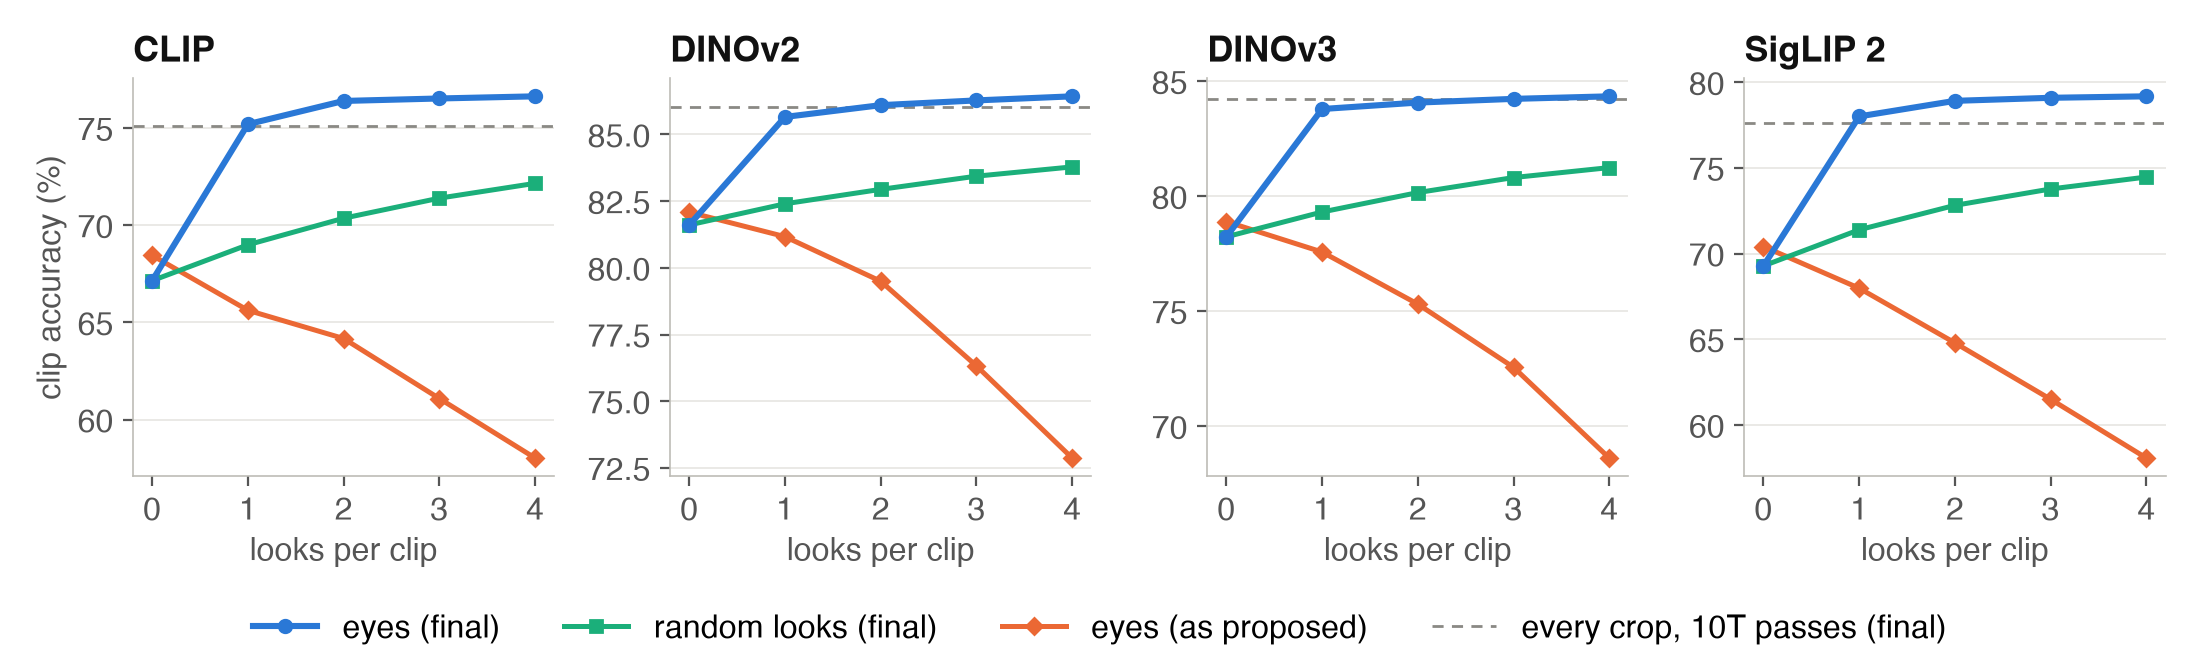 CLIP
DINOv2
DINOv3
SigLIP 2
clip accuracy (%)
75
70
65
60
0 1 2 3 4
looks per clip
85.0
82.5
80.0
77.5
75.0
72.5
0 1 2 3 4
looks per clip
85
80
75
70
0 1 2 3 4
looks per clip
80
75
70
65
60
0 1 2 3 4
looks per clip
eyes (final)
random looks (final)
eyes (as proposed)
every crop, 10T passes (final)